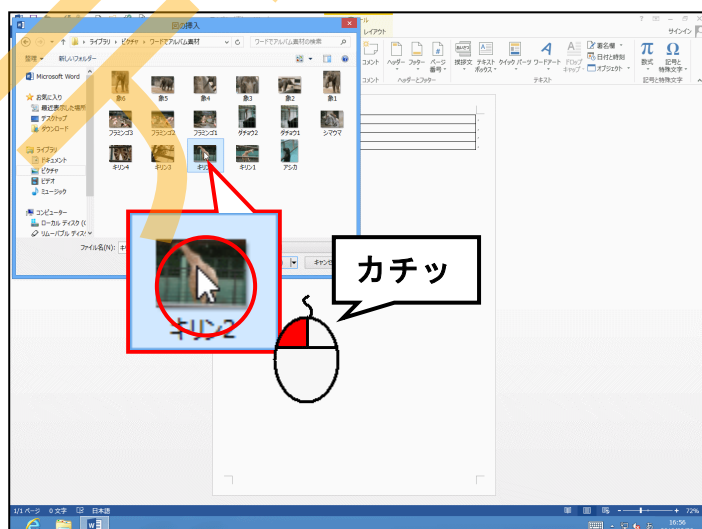 図の挿入
サインイン
レイアウト
ライブラリ › ピクチャ › ワードでアルバム素材
ワードでアルバム素材の検索
整理 新しいフォルダー
Microsoft Word
お気に入り
最近表示した場所
デスクトップ
ダウンロード
ライブラリ
ドキュメント
ピクチャ
ビデオ
ミュージック
コンピューター
ローカル ディスク (C
リムーバブル ディスク
象6 象5 象4 象3 象2 象1
フラミンゴ3 フラミンゴ2 フラミンゴ1 ダチョウ2 ダチョウ1 シマウマ
キリン4 キリン3 キリン1 アシカ
ファイル名(N):
コメント ヘッダー フッター ページ番号 挨拶文 テキスト ボックス クイック パーツ ワードアート ドロップ キャップ 署名欄 日付と時刻 オブジェクト 数式 記号と特殊文字
コメント ヘッダーとフッター テキスト 記号と特殊文字
キリン2
カチッ
1/1 ページ 0 文字 日本語
72%
16:56